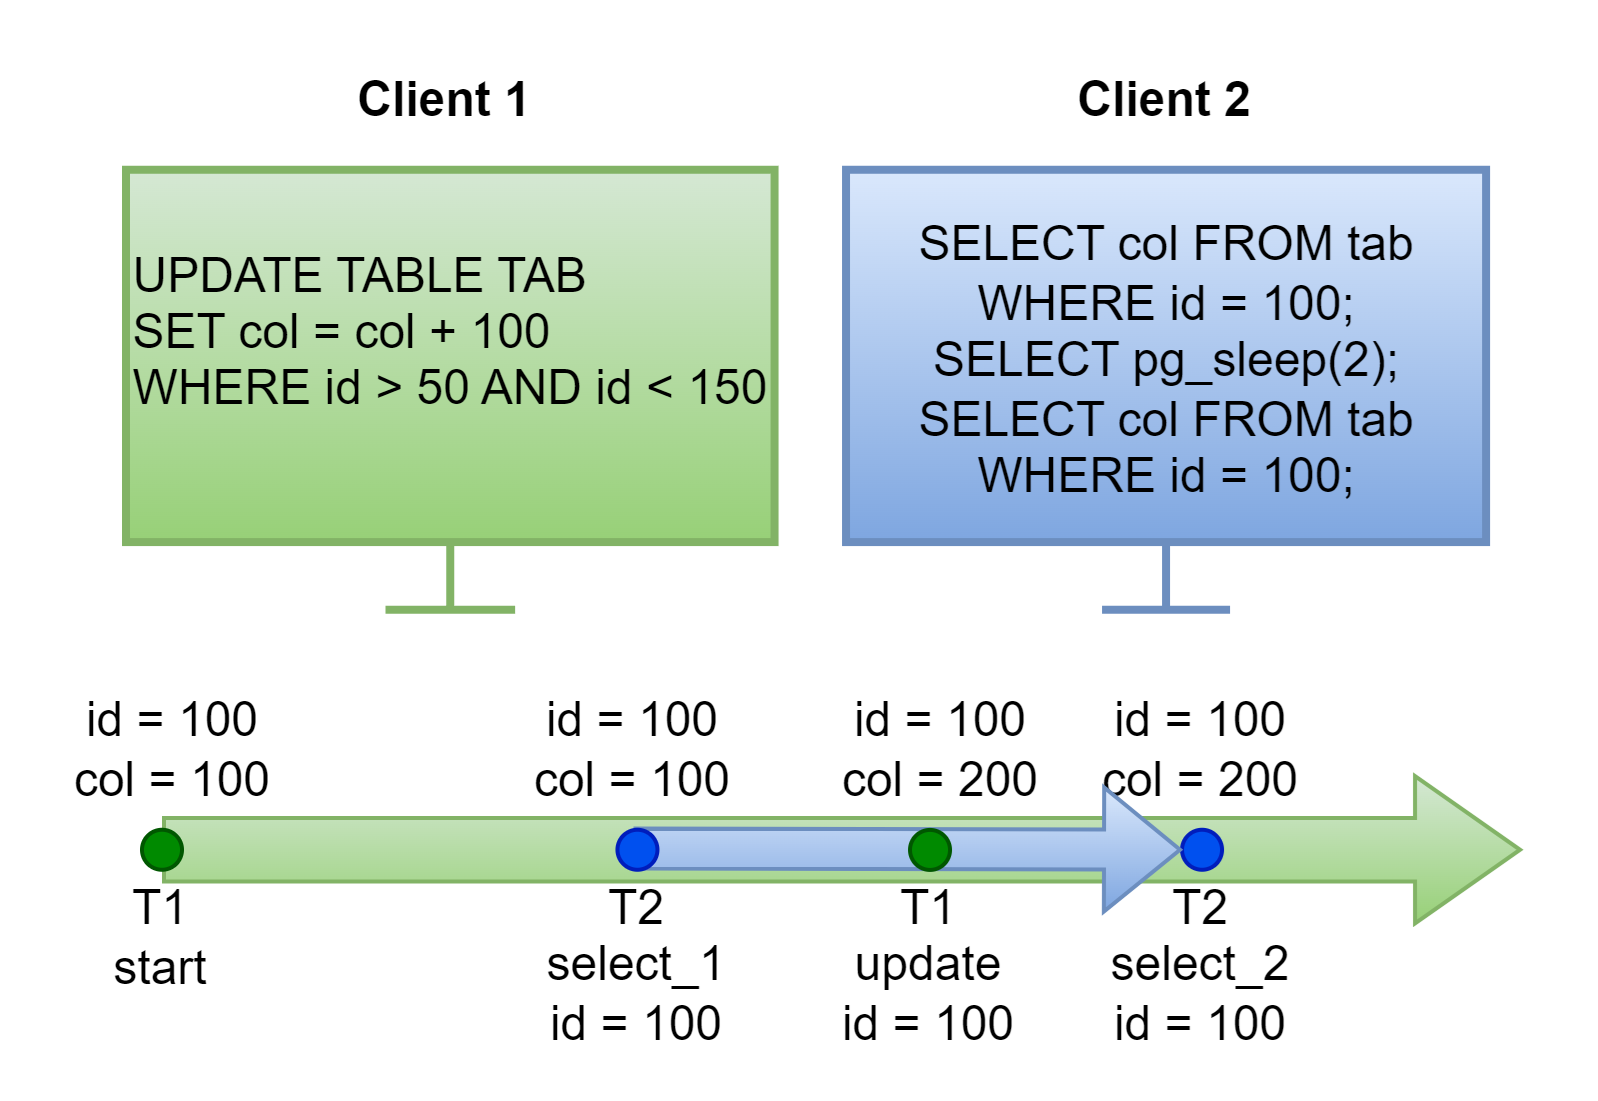 Client 1
UPDATE TABLE TAB
SET col = col + 100
WHERE id > 50 AND id < 150
Client 2
SELECT col FROM tab
WHERE id = 100;
SELECT pg_sleep(2);
SELECT col FROM tab
WHERE id = 100;
id = 100
col = 100
T1
start
id = 100
col = 100
T2
select_1
id = 100
id = 100
col = 200
T1
update
id = 100
id = 100
col = 200
T2
select_2
id = 100